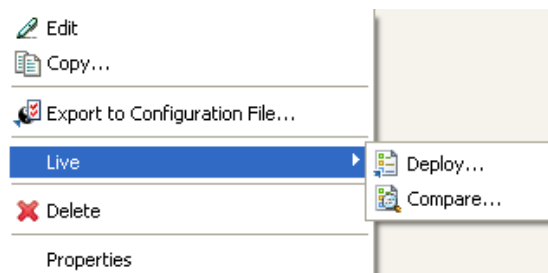 Edit
Copy...
Export to Configuration File...
Live
Deploy...
Compare...
Delete
Properties